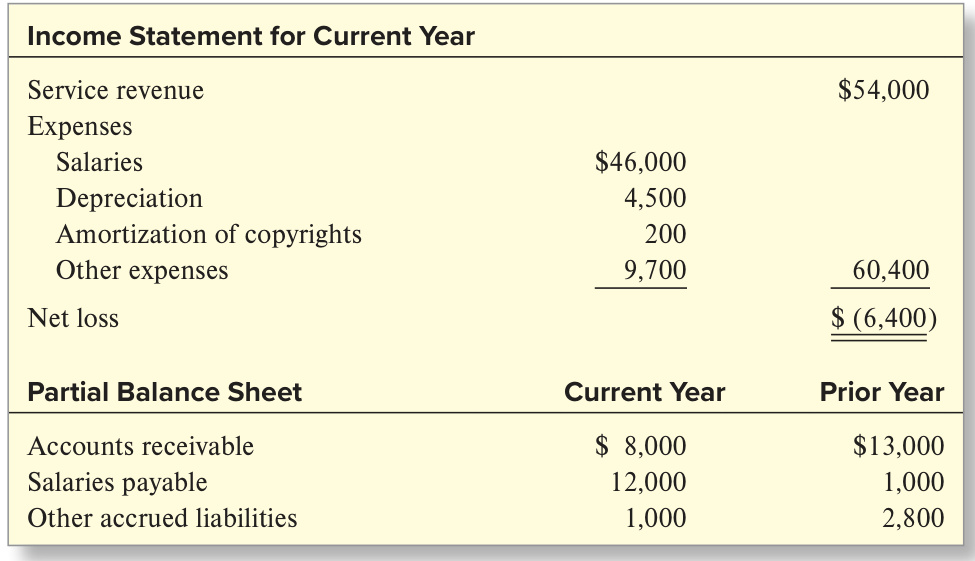 Income Statement for Current Year
Service revenue $54,000
Expenses
Salaries $46,000
Depreciation 4,500
Amortization of copyrights 200
Other expenses 9,700 60,400
Net loss $ (6,400)
Partial Balance Sheet Current Year Prior Year
Accounts receivable $ 8,000 $13,000
Salaries payable 12,000 1,000
Other accrued liabilities 1,000 2,800